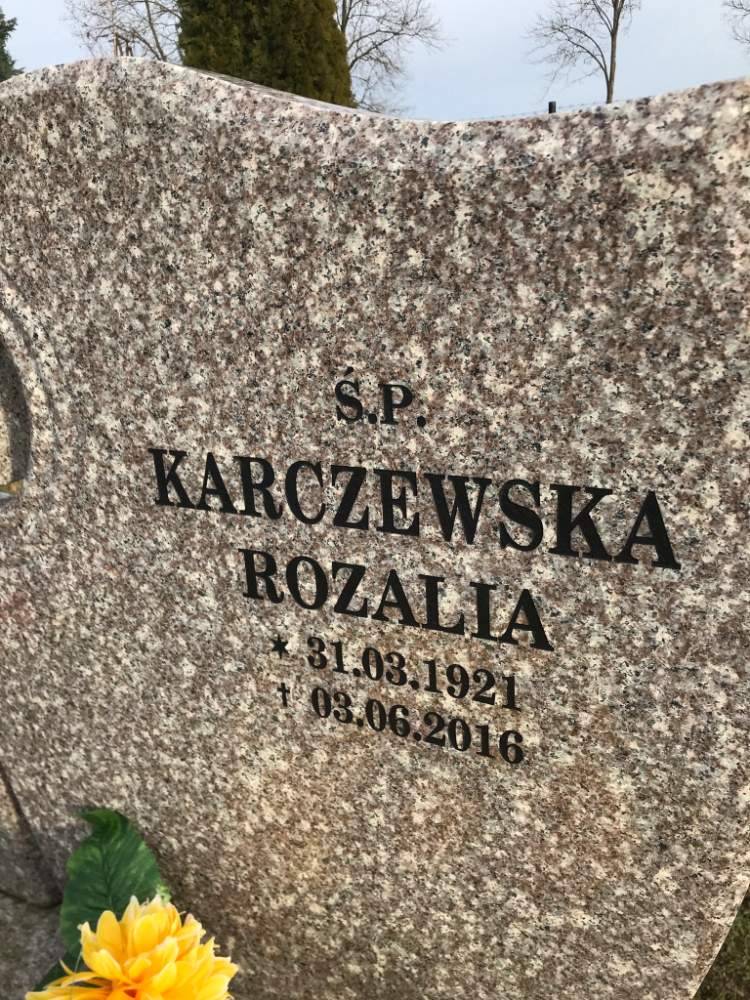 Ś.P.
KARCZEWSKA
ROZALIA
★ 31.03.1921
† 03.06.2016